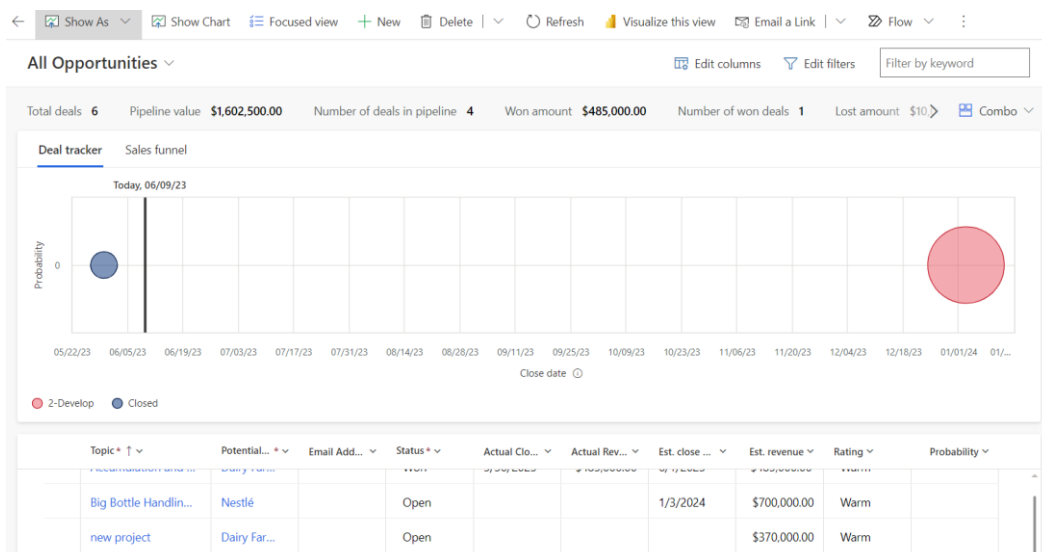 Show As Show Chart Focused view New Delete Refresh Visualize this view Email a Link Flow
All Opportunities Edit columns Edit filters Filter by keyword
Total deals 6 Pipeline value $1,602,500.00 Number of deals in pipeline 4 Won amount $485,000.00 Number of won deals 1 Lost amount $10, Combo
Deal tracker Sales funnel
Today, 06/09/23
Probability
0
05/22/23 06/05/23 06/19/23 07/03/23 07/17/23 07/31/23 08/14/23 08/28/23 09/11/23 09/25/23 10/09/23 10/23/23 11/06/23 11/20/23 12/04/23 12/18/23 01/01/24 01/...
Close date
2-Develop Closed
Topic* Potential... * Email Add... Status* Actual Clo... Actual Rev... Est. close ... Est. revenue Rating Probability
Big Bottle Handlin... Nestlé Open 1/3/2024 $700,000.00 Warm
new project Dairy Far... Open $370,000.00 Warm